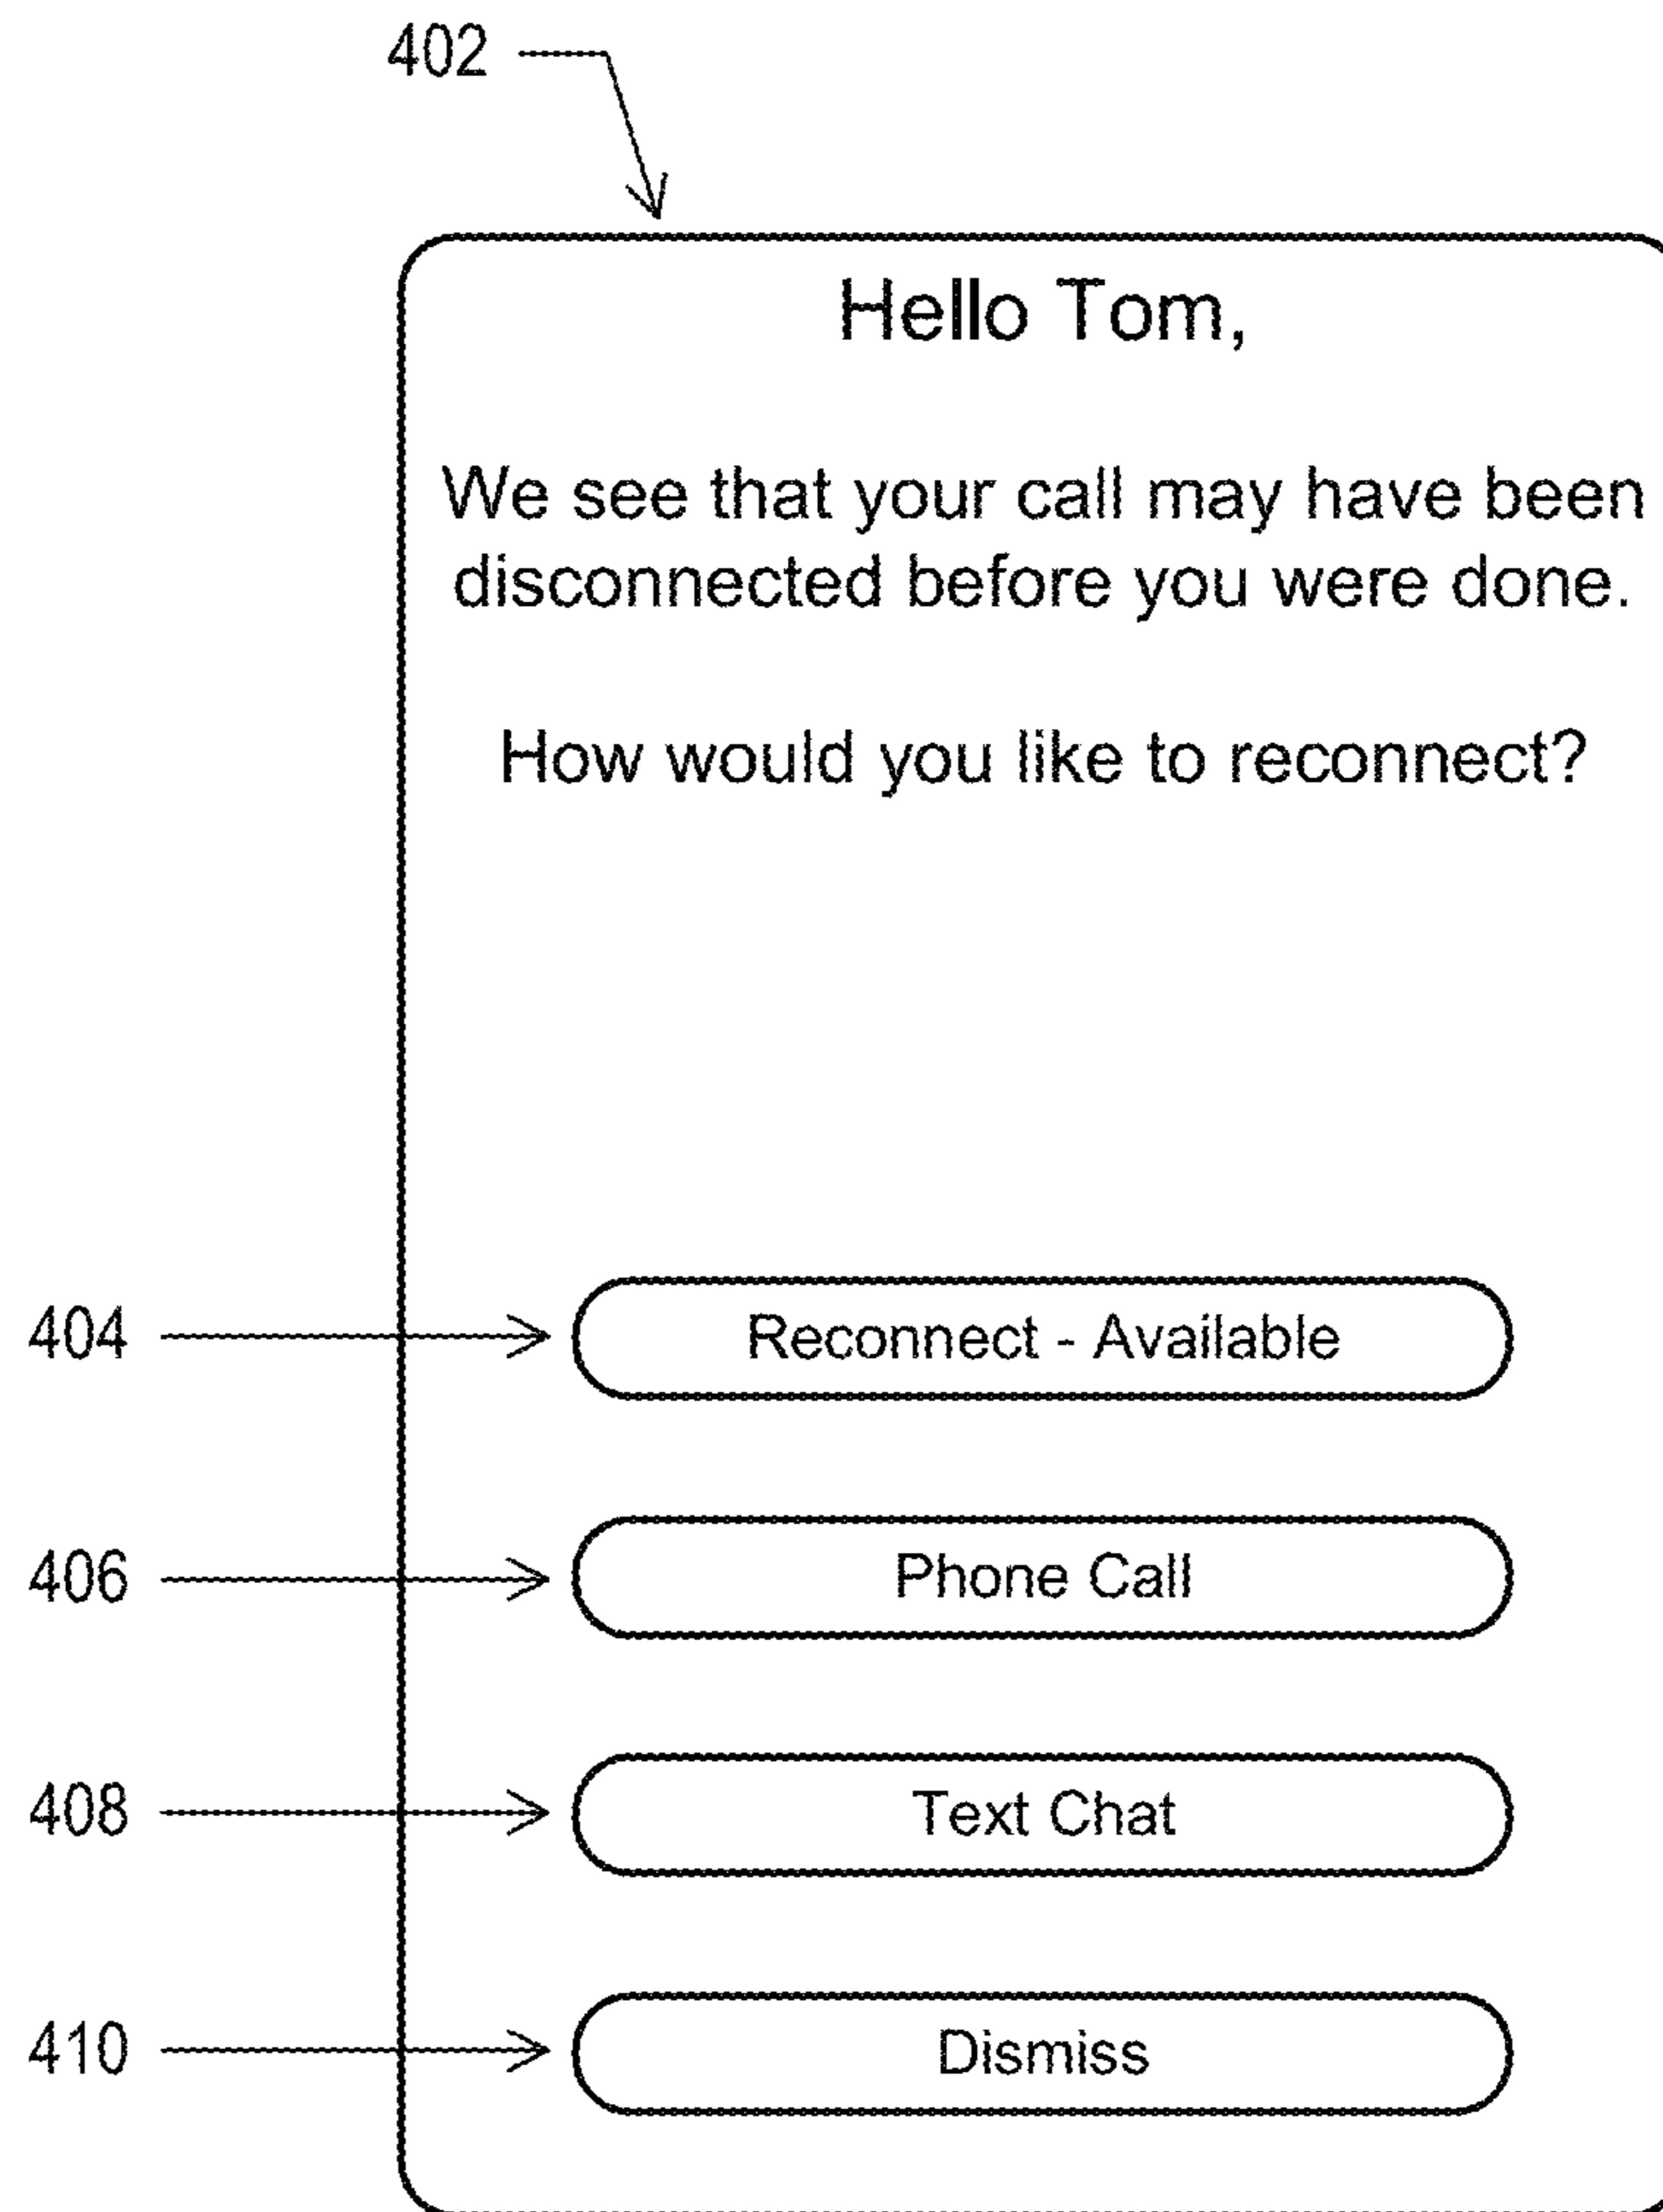 402
Hello Tom,
We see that your call may have been
disconnected before you were done.
How would you like to reconnect?
404
Reconnect - Available
406
Phone Call
408
Text Chat
410
Dismiss